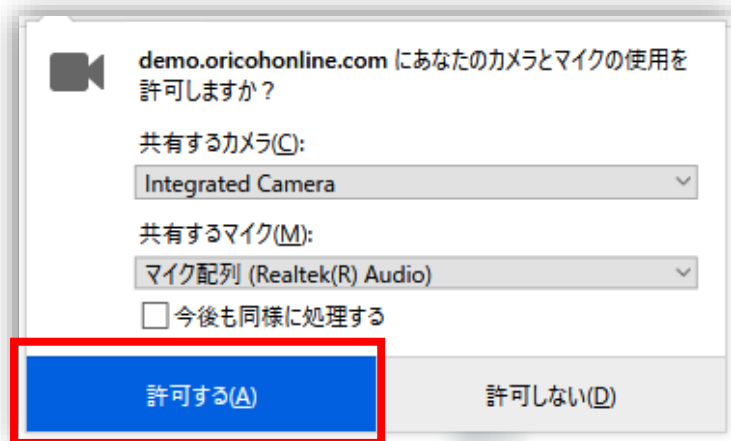 demo.oricohonline.com にあなたのカメラとマイクの使用を
許可しますか？
共有するカメラ(C):
Integrated Camera
共有するマイク(M):
マイク配列 (Realtek(R) Audio)
今後も同様に処理する
許可する(A)
許可しない(D)